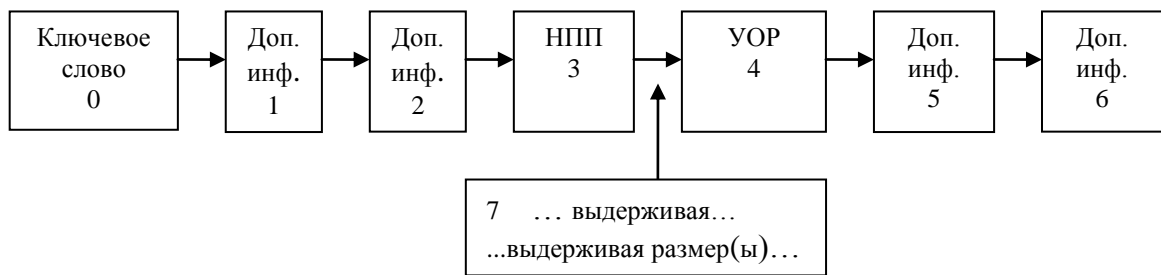 Ключевое
слово
0
Доп.
инф.
1
Доп.
инф.
2
НПП
3
УОР
4
Доп.
инф.
5
Доп.
инф.
6
7 … выдерживая…
...выдерживая размер(ы)…